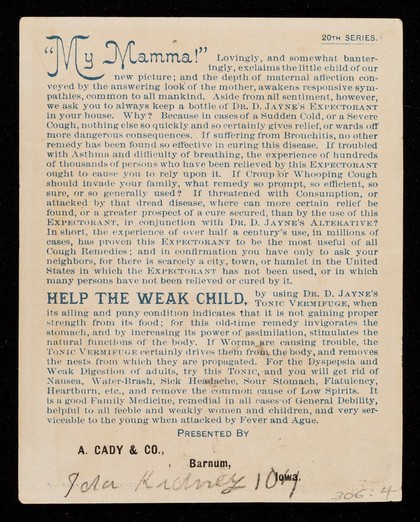 20TH SERIES.
"My Mamma!" Lovingly, and somewhat banter-
ingly, exclaims the little child of our
new picture; and the depth of maternal affection con-
veyed by the answering look of the mother, awakens responsive sym-
pathies, common to all mankind. Aside from all sentiment, however,
we ask you to always keep a bottle of DR. D. JAYNE'S EXPECTORANT
in your house. Why? Because in cases of a Sudden Cold, or a Severe
Cough, nothing else so quickly and so certainly gives relief, or wards off
more dangerous consequences. If suffering from Bronchitis, no other
remedy has been found so effective in curing this disease. If troubled
with Asthma and difficulty of breathing, the experience of hundreds
of thousands of persons who have been relieved by this EXPECTORANT
ought to cause you to rely upon it. If Croup or Whooping Cough
should invade your family, what remedy so prompt, so efficient, so
sure, or so generally used? If threatened with Consumption, or
attacked by that dread disease, where can more certain relief be
found, or a greater prospect of a cure secured, than by the use of this
EXPECTORANT, in conjunction with DR. D. JAYNE'S ALTERATIVE?
In short, the experience of over half a century's use, in millions of
cases, has proven this EXPECTORANT to be the most useful of all
Cough Remedies; and in confirmation you have only to ask your
neighbors, for there is scarcely a city, town, or hamlet in the United
States in which the EXPECTORANT has not been used, or in which
many persons have not been relieved or cured by it.
HELP THE WEAK CHILD, by using DR. D. JAYNE'S
TONIC VERMIFUGE, when
its ailing and puny condition indicates that it is not gaining proper
strength from its food; for this old-time remedy invigorates the
stomach, and by increasing its power of assimilation, stimulates the
natural functions of the body. If Worms are causing trouble, the
TONIC VERMIFUGE certainly drives them from the body, and removes
the nests from which they are propagated. For the Dyspepsia and
Weak Digestion of adults, try this TONIC, and you will get rid of
Nausea, Water-Brash, Sick Headache, Sour Stomach, Flatulency,
Heartburn, etc., and remove the common cause of Low Spirits. It
is a good Family Medicine, remedial in all cases of General Debility,
helpful to all feeble and weakly women and children, and very ser-
viceable to the young when attacked by Fever and Ague.
PRESENTED BY
A. CADY & CO.,
Barnum,
Iowa.
Ida Kidney
306:4